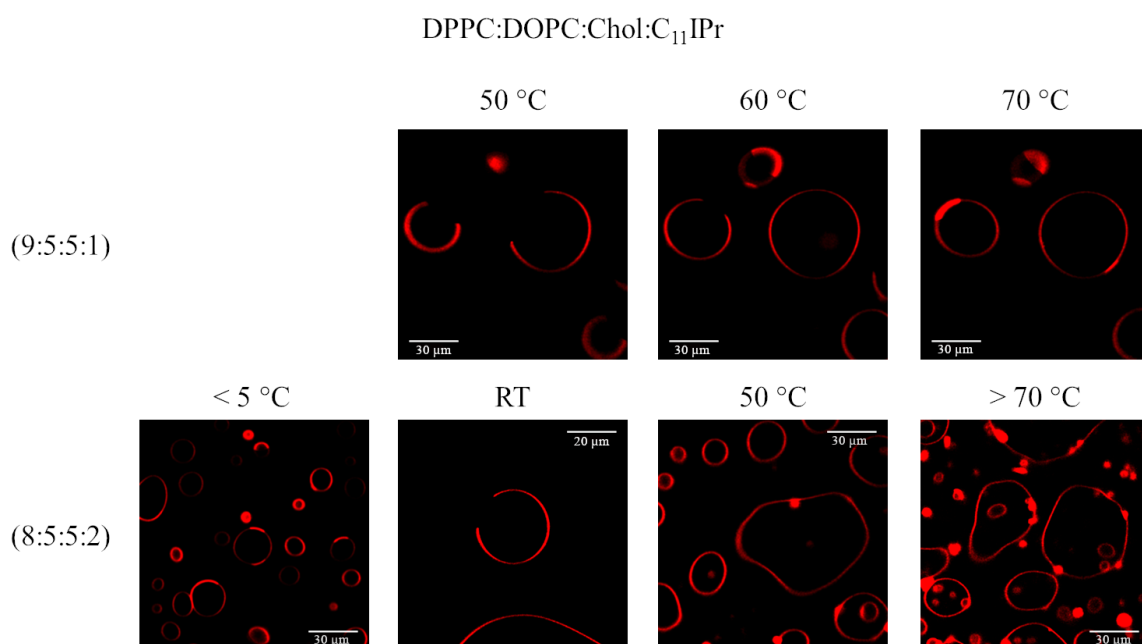 DPPC:DOPC:Chol:C₁₁IPr
50 °C
60 °C
70 °C
(9:5:5:1)
30 µm
30 µm
30 µm
< 5 °C
RT
50 °C
> 70 °C
20 µm
30 µm
(8:5:5:2)
30 µm
30 µm